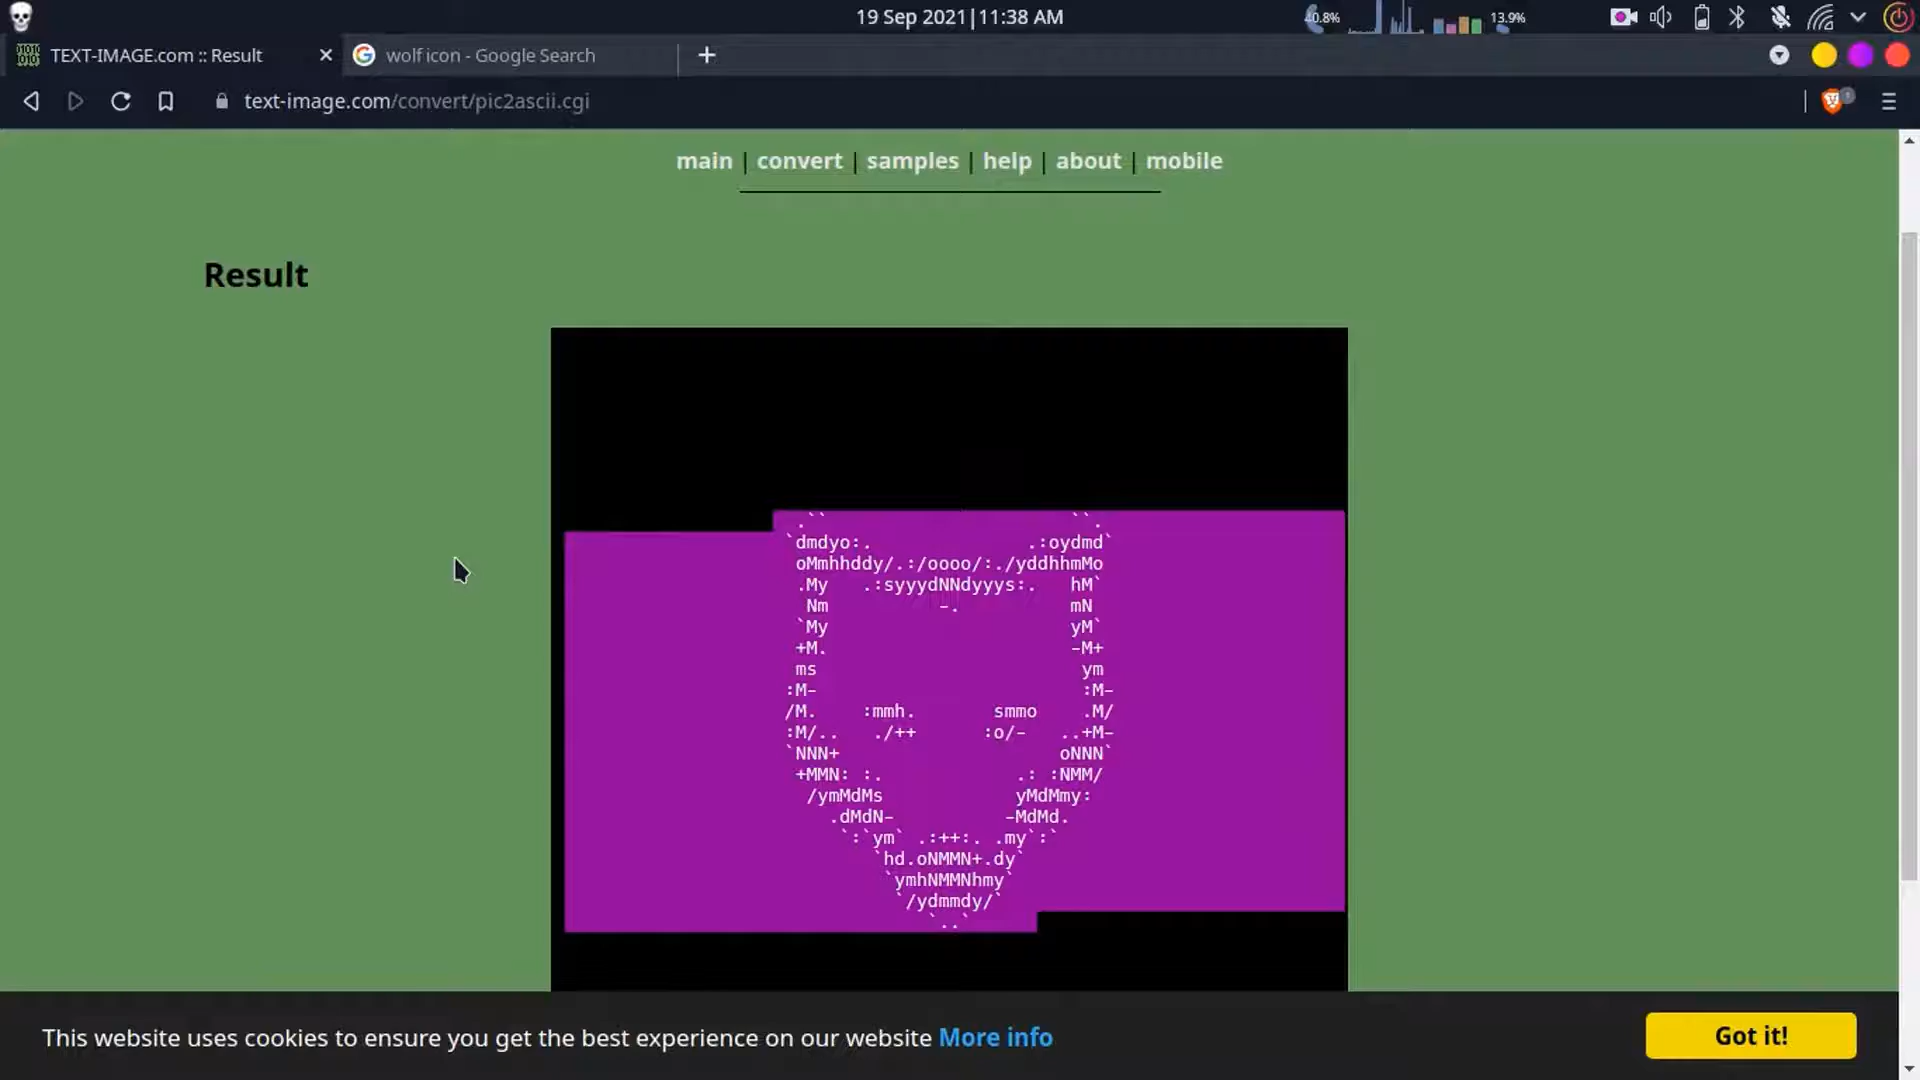 19 Sep 2021|11:38 AM
40.8%
13.9%
TEXT-IMAGE.com :: Result
wolf icon - Google Search
text-image.com/convert/pic2ascii.cgi
main | convert | samples | help | about | mobile
Result
.``                       ``.
`dmdyo:.               .:oydmd`
oMmhhddy/.:/oooo/:./yddhhmMo
.My   .:syyydNNdyyys:.   hM`
Nm          -.          mN
`My                       yM`
+M.                       -M+
ms                         ym
:M-                         :M-
/M.    :mmh.       smmo    .M/
:M/..   ./++      :o/-   ..+M-
`NNN+                    oNNN`
+MMN: :.             .: :NMM/
/ymMdMs            yMdMmy:
.dMdN-          -MdMd.
`:`ym` .:++:. .my`:`
`hd.oNMMN+.dy`
`ymhNMMNhmy`
`/ydmmdy/`
`..`
This website uses cookies to ensure you get the best experience on our website More info
Got it!